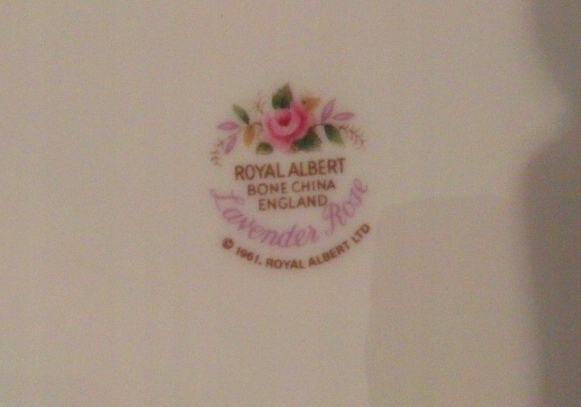 ROYAL ALBERT
BONE CHINA
ENGLAND
Lavender Rose
© 1961. ROYAL ALBERT LTD